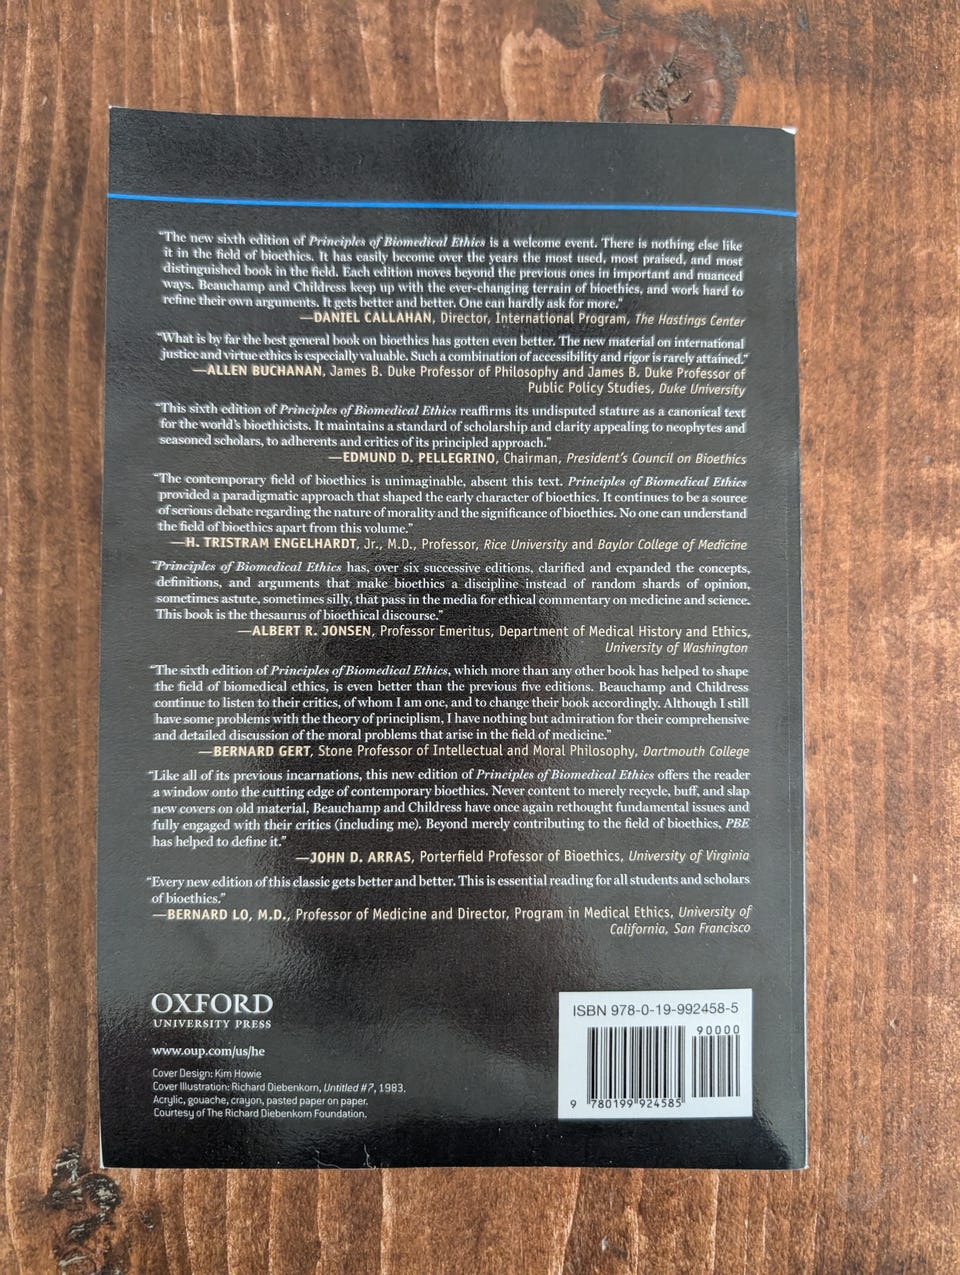 “The new sixth edition of Principles of Biomedical Ethics is a welcome event. There is nothing else like
it in the field of bioethics. It has easily become over the years the most used, most praised, and most
distinguished book in the field. Each edition moves beyond the previous ones in important and nuanced
ways. Beauchamp and Childress keep up with the ever-changing terrain of bioethics, and work hard to
refine their own arguments. It gets better and better. One can hardly ask for more.”
—DANIEL CALLAHAN, Director, International Program, The Hastings Center
“What is by far the best general book on bioethics has gotten even better. The new material on international
justice and virtue ethics is especially valuable. Such a combination of accessibility and rigor is rarely attained.”
—ALLEN BUCHANAN, James B. Duke Professor of Philosophy and James B. Duke Professor of
Public Policy Studies, Duke University
“This sixth edition of Principles of Biomedical Ethics reaffirms its undisputed stature as a canonical text
for the world’s bioethicists. It maintains a standard of scholarship and clarity appealing to neophytes and
seasoned scholars, to adherents and critics of its principled approach.”
—EDMUND D. PELLEGRINO, Chairman, President’s Council on Bioethics
“The contemporary field of bioethics is unimaginable, absent this text. Principles of Biomedical Ethics
provided a paradigmatic approach that shaped the early character of bioethics. It continues to be a source
of serious debate regarding the nature of morality and the significance of bioethics. No one can understand
the field of bioethics apart from this volume.”
—H. TRISTRAM ENGELHARDT, Jr., M.D., Professor, Rice University and Baylor College of Medicine
“Principles of Biomedical Ethics has, over six successive editions, clarified and expanded the concepts,
definitions, and arguments that make bioethics a discipline instead of random shards of opinion,
sometimes astute, sometimes silly, that pass in the media for ethical commentary on medicine and science.
This book is the thesaurus of bioethical discourse.”
—ALBERT R. JONSEN, Professor Emeritus, Department of Medical History and Ethics,
University of Washington
“The sixth edition of Principles of Biomedical Ethics, which more than any other book has helped to shape
the field of biomedical ethics, is even better than the previous five editions. Beauchamp and Childress
continue to listen to their critics, of whom I am one, and to change their book accordingly. Although I still
have some problems with the theory of principlism, I have nothing but admiration for their comprehensive
and detailed discussion of the moral problems that arise in the field of medicine.”
—BERNARD GERT, Stone Professor of Intellectual and Moral Philosophy, Dartmouth College
“Like all of its previous incarnations, this new edition of Principles of Biomedical Ethics offers the reader
a window onto the cutting edge of contemporary bioethics. Never content to merely recycle, buff, and slap
new covers on old material, Beauchamp and Childress have once again rethought fundamental issues and
fully engaged with their critics (including me). Beyond merely contributing to the field of bioethics, PBE
has helped to define it.”
—JOHN D. ARRAS, Porterfield Professor of Bioethics, University of Virginia
“Every new edition of this classic gets better and better. This is essential reading for all students and scholars
of bioethics.”
—BERNARD LO, M.D., Professor of Medicine and Director, Program in Medical Ethics, University of
California, San Francisco
OXFORD
UNIVERSITY PRESS
www.oup.com/us/he
Cover Design: Kim Howie
Cover Illustration: Richard Diebenkorn, Untitled #7, 1983.
Acrylic, gouache, crayon, pasted paper on paper.
Courtesy of The Richard Diebenkorn Foundation.
ISBN 978-0-19-992458-5
90000
9 780199 924585